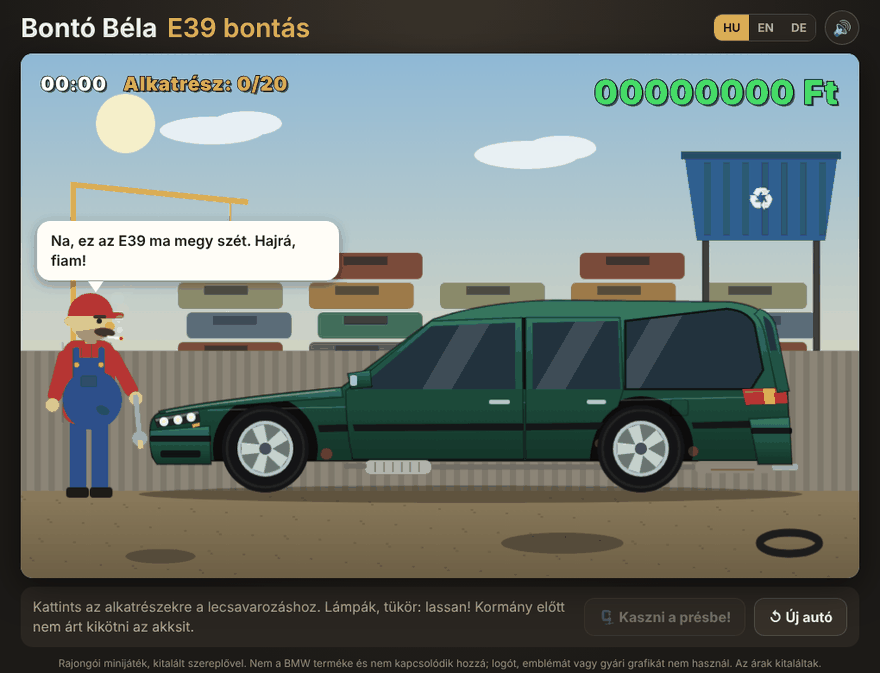 Bontó Béla E39 bontás
HU EN DE
00:00 Alkatrész: 0/20
00000000 Ft
Na, ez az E39 ma megy szét. Hajrá,
fiam!
Kattints az alkatrészekre a lecsavarozáshoz. Lámpák, tükör: lassan! Kormány előtt
nem árt kikötni az akksit.
Kaszni a présbe!
Új autó
Rajongói minijáték, kitalált szereplővel. Nem a BMW terméke és nem kapcsolódik hozzá; logót, emblémát vagy gyári grafikát nem használ. Az árak kitaláltak.